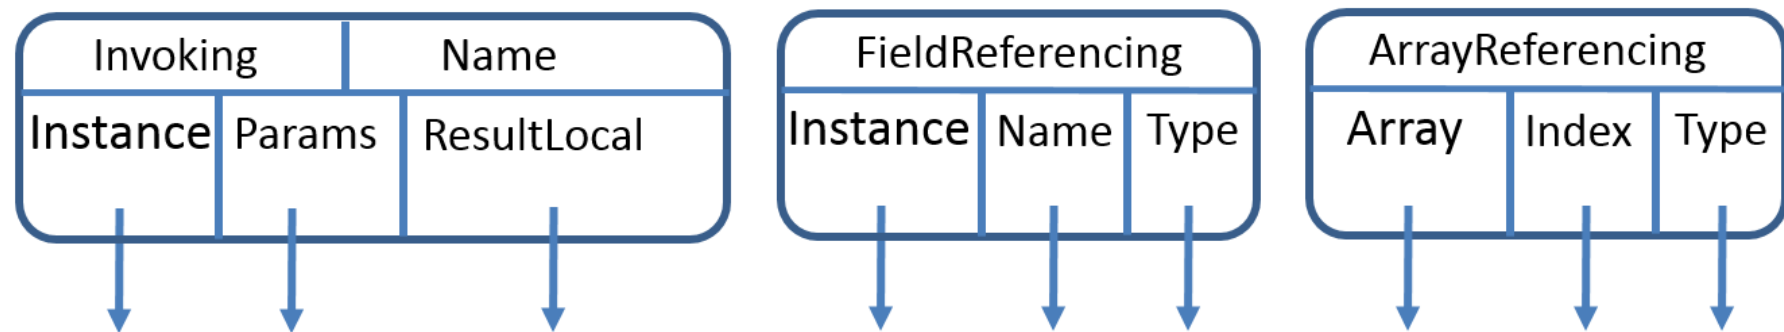 Invoking Name
Instance Params ResultLocal
FieldReferencing
Instance Name Type
ArrayReferencing
Array Index Type